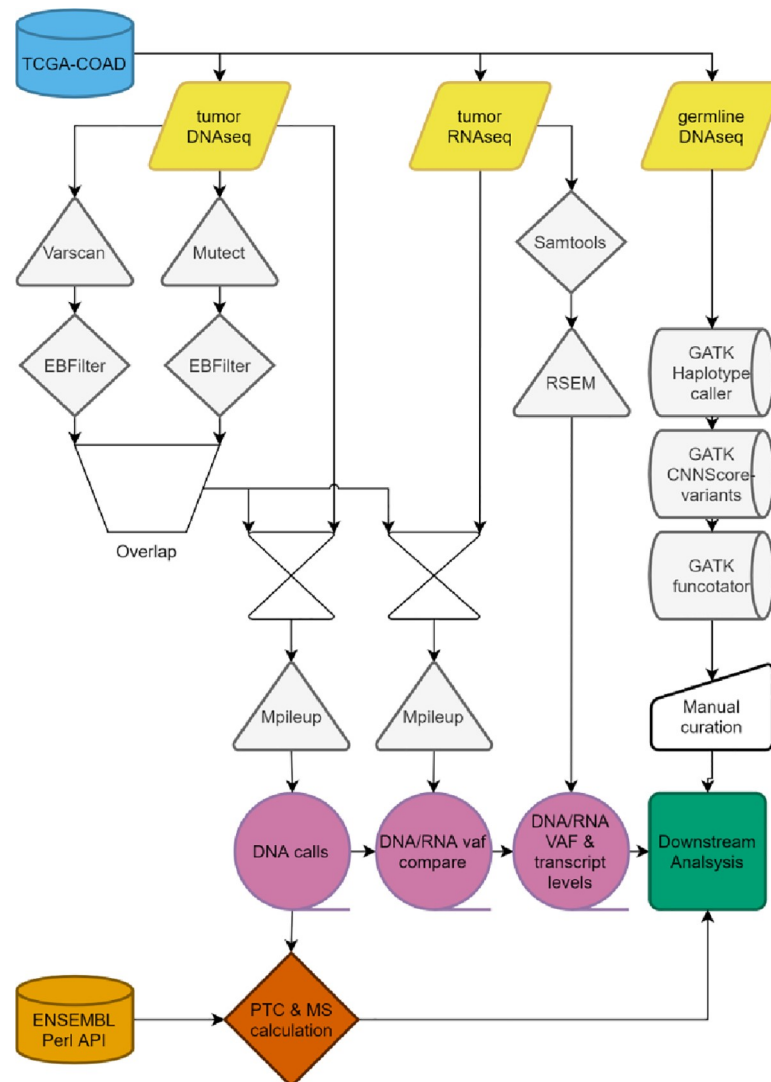 TCGA-COAD
tumor
DNAseq
tumor
RNAseq
germline
DNAseq
Varscan
Mutect
Samtools
EBFilter
EBFilter
RSEM
GATK
Haplotype
caller
GATK
CNNScore-
variants
Overlap
GATK
funcotator
Mpileup
Mpileup
Manual
curation
DNA calls
DNA/RNA vaf
compare
DNA/RNA
VAF &
transcript
levels
Downstream
Analsysis
ENSEMBL
Perl API
PTC & MS
calculation